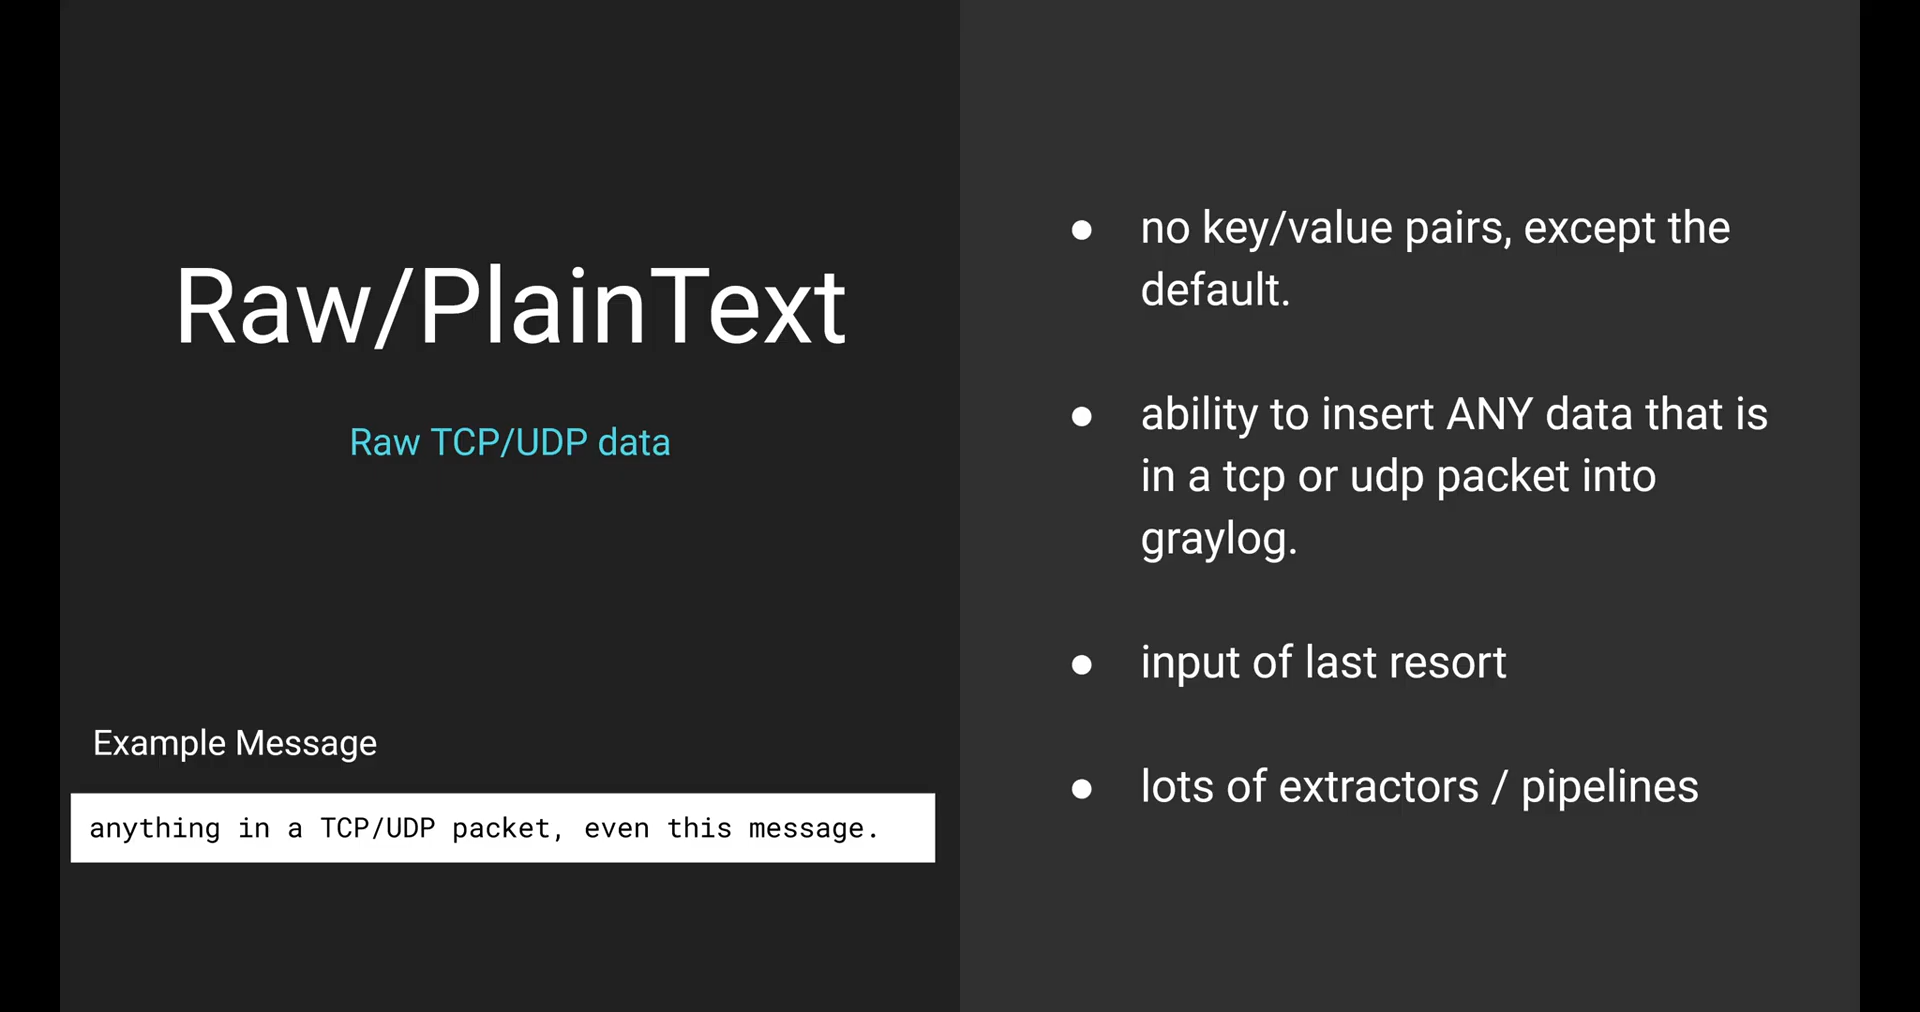 Raw/PlainText
Raw TCP/UDP data
Example Message
anything in a TCP/UDP packet, even this message.
● no key/value pairs, except the
default.
● ability to insert ANY data that is
in a tcp or udp packet into
graylog.
● input of last resort
● lots of extractors / pipelines